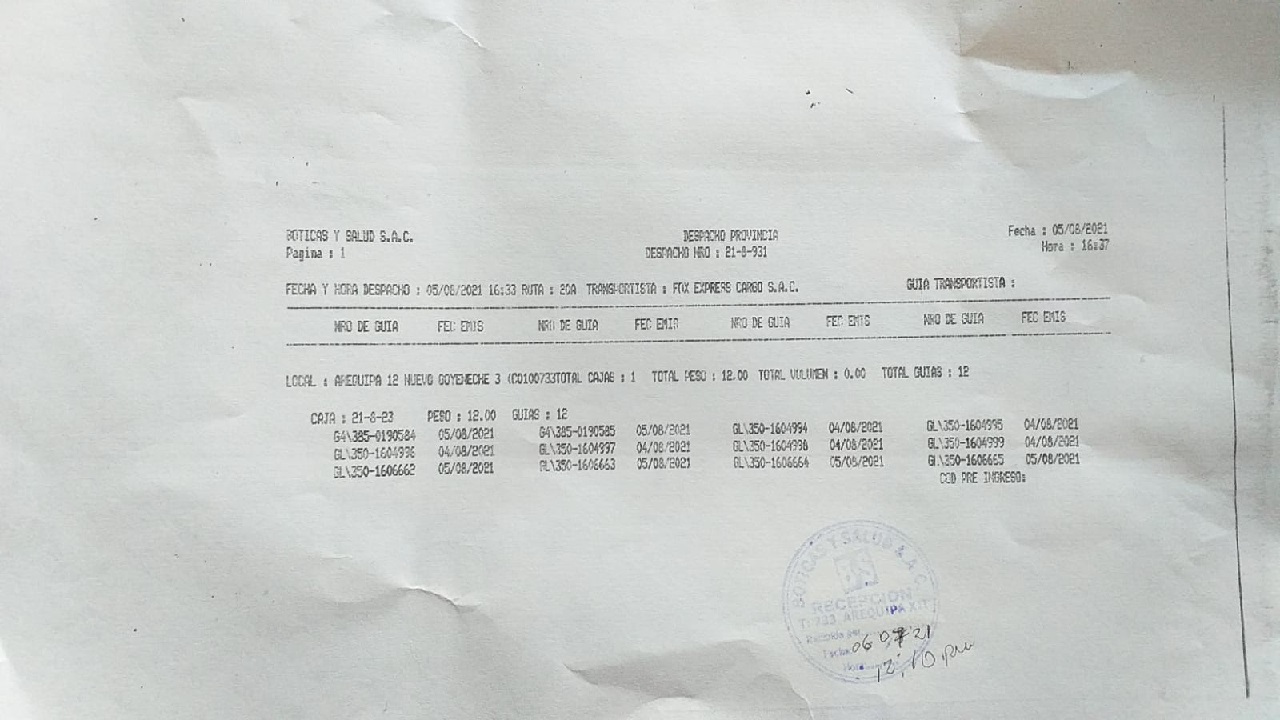 BOTICAS Y SALUD S.A.C. DESPACHO PROVINCIA Fecha : 05/08/2021
Pagina : 1 DESPACHO NRO : 21-8-931 Hora : 16:37
FECHA Y HORA DESPACHO : 05/08/2021 16:33 RUTA : 20A TRANSPORTISTA : FOX EXPRESS CARGO S.A.C. GUIA TRANSPORTISTA :
NRO DE GUIA FEC EMIS NRO DE GUIA FEC EMIS NRO DE GUIA FEC EMIS NRO DE GUIA FEC EMIS
LOCAL : AREQUIPA 12 NUEVO GOYENECHE 3 (C0100733TOTAL CAJAS : 1 TOTAL PESO : 12.00 TOTAL VOLUMEN : 0.00 TOTAL GUIAS : 12
CAJA : 21-8-23 PESO : 12.00 GUIAS : 12
G4\385-0190584 05/08/2021 G4\385-0190585 05/08/2021 GL\350-1604994 04/08/2021 GL\350-1604995 04/08/2021
GL\350-1604996 04/08/2021 GL\350-1604997 04/08/2021 GL\350-1604998 04/08/2021 GL\350-1604999 04/08/2021
GL\350-1606662 05/08/2021 GL\350-1606663 05/08/2021 GL\350-1606664 05/08/2021 GL\350-1606665 05/08/2021
COD PRE INGRESO:
BOTICAS Y SALUD S.A.C.
BS
RECEPCION
T: 733 AREQUIPA XII
Recibido por
Fecha: 06 21
Hora 12:10 pm